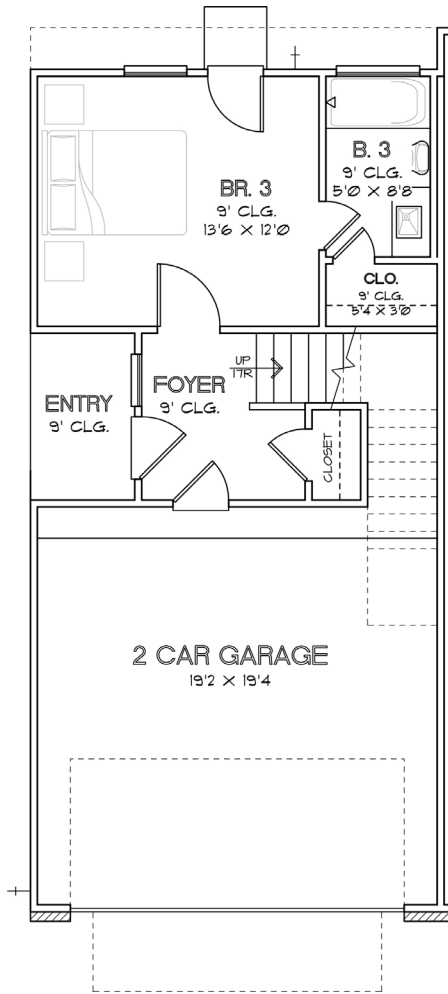 BR. 3
9' CLG.
13'6 X 12'0
B. 3
9' CLG.
5'0 X 8'8
CLO.
9' CLG.
5'4 X 3'0
UP
17R
FOYER
9' CLG.
ENTRY
9' CLG.
CLOSET
2 CAR GARAGE
19'2 X 19'4